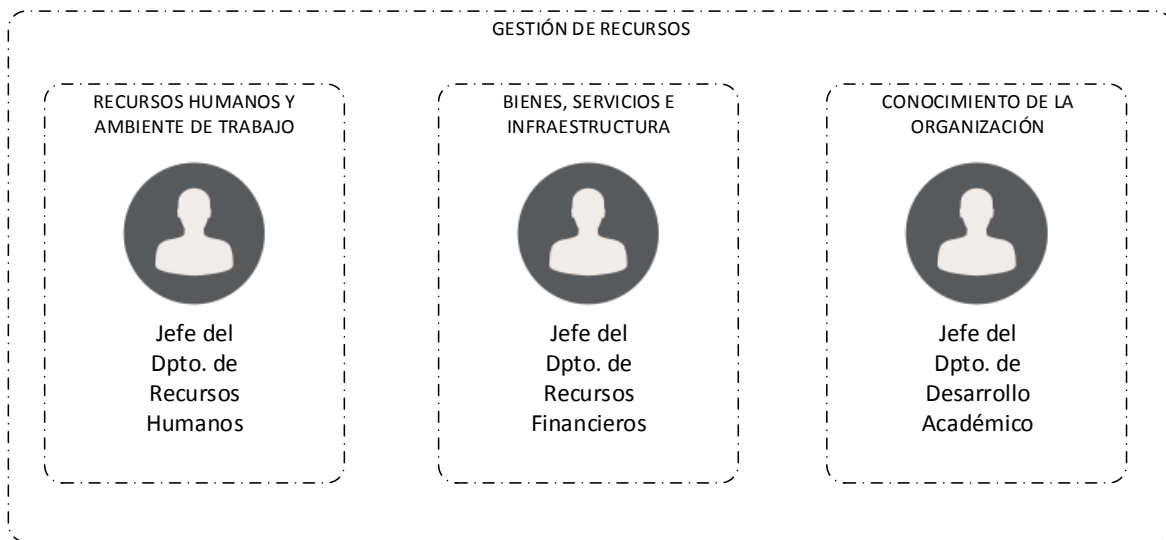 GESTIÓN DE RECURSOS
RECURSOS HUMANOS Y
AMBIENTE DE TRABAJO
Jefe del
Dpto. de
Recursos
Humanos
BIENES, SERVICIOS E
INFRAESTRUCTURA
Jefe del
Dpto. de
Recursos
Financieros
CONOCIMIENTO DE LA
ORGANIZACIÓN
Jefe del
Dpto. de
Desarrollo
Académico